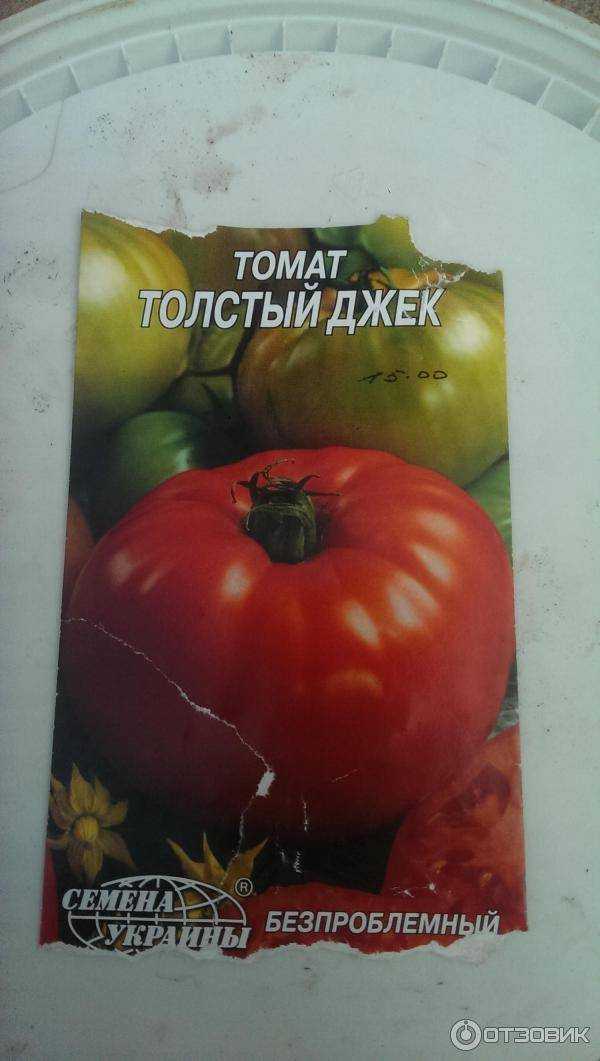 ТОМАТ
ТОЛСТЫЙ ДЖЕК
15.00
СЕМЕНА
УКРАИНЫ
®
БЕЗПРОБЛЕМНЫЙ
ОТЗОВИК